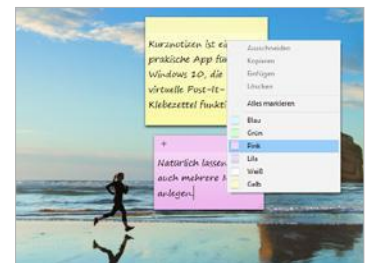 Kurznotizen ist ei
praktische App fü
Windows 10, die
virtuelle Post-It-
Klebezettel funkti
Ausschneiden
Kopieren
Einfügen
Löschen
Alles markieren
Blau
Grün
Pink
Lila
Weiß
Gelb
+
Natürlich lassen
auch mehrere N
anlegen